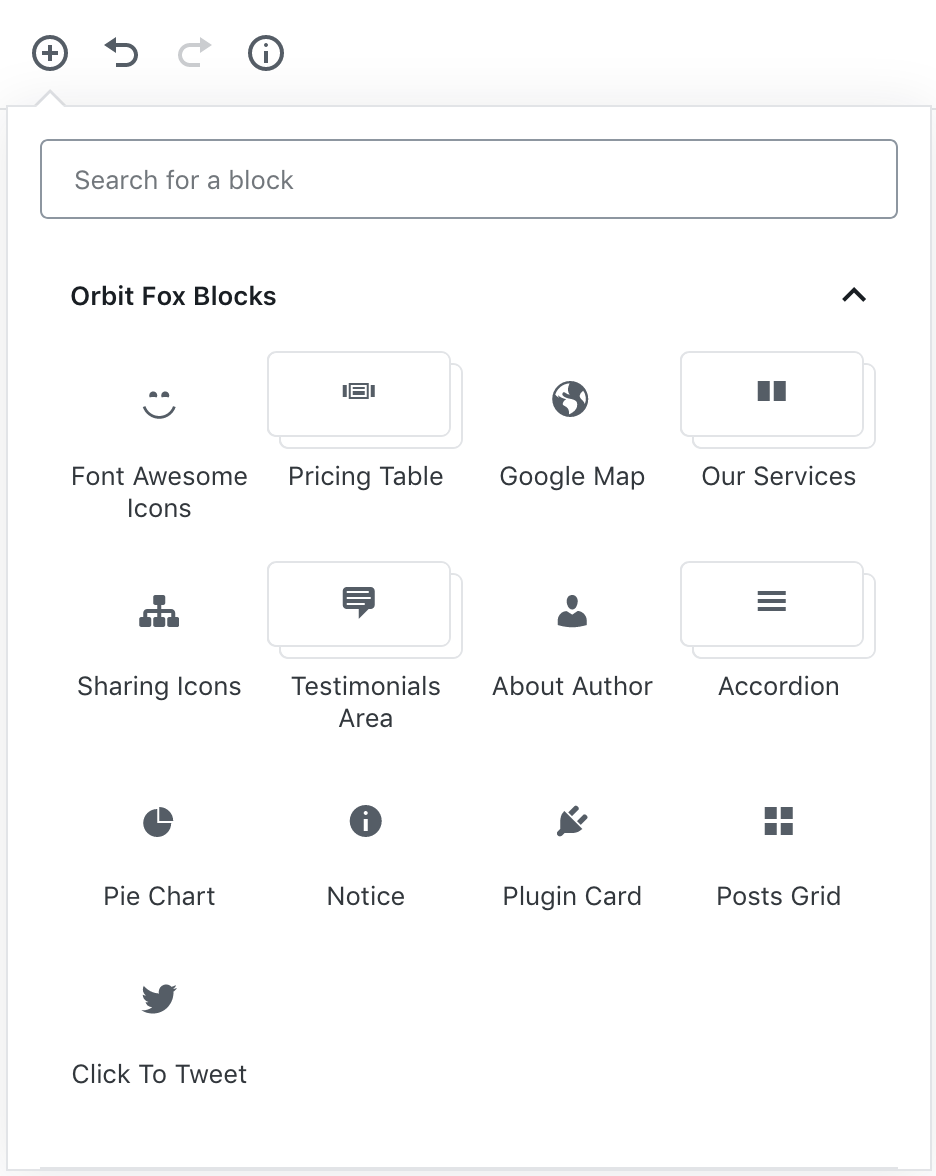 Search for a block
Orbit Fox Blocks
Font Awesome
Icons
Pricing Table
Google Map
Our Services
Sharing Icons
Testimonials
Area
About Author
Accordion
Pie Chart
Notice
Plugin Card
Posts Grid
Click To Tweet